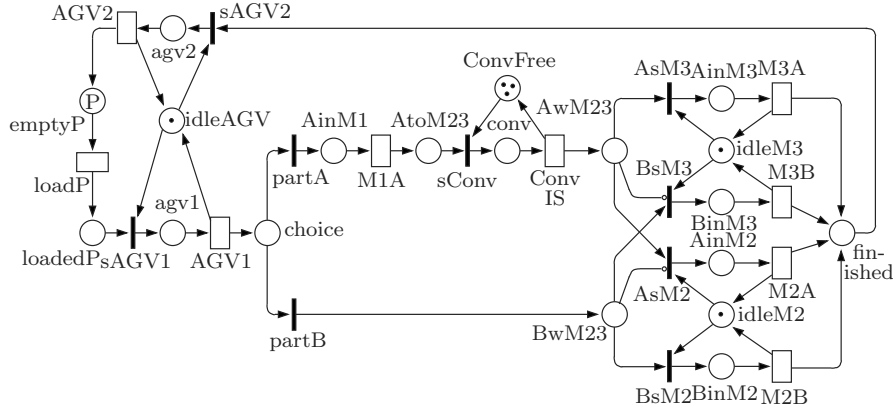 AGV2
sAGV2
agv2
ConvFree
AsM3
AinM3
M3A
P
emptyP
idleAGV
AinM1
AtoM23
conv
AwM23
idleM3
loadP
partA
M1A
sConv
Conv
IS
BsM3
M3B
agv1
choice
BinM3
AinM2
loadedP
sAGV1
AGV1
fin-
ished
AsM2
M2A
idleM2
partB
BwM23
BsM2
BinM2
M2B